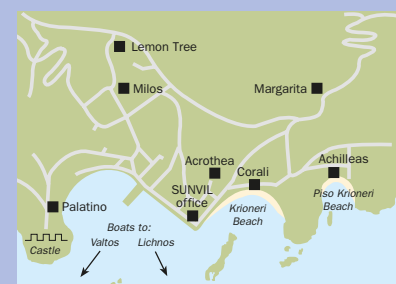 Lemon Tree
Milos
Margarita
Acrothea
Corali
Achilleas
SUNVIL
office
Piso Krioneri
Beach
Palatino
Krioneri
Beach
Boats to:
Valtos
Lichnos
Castle